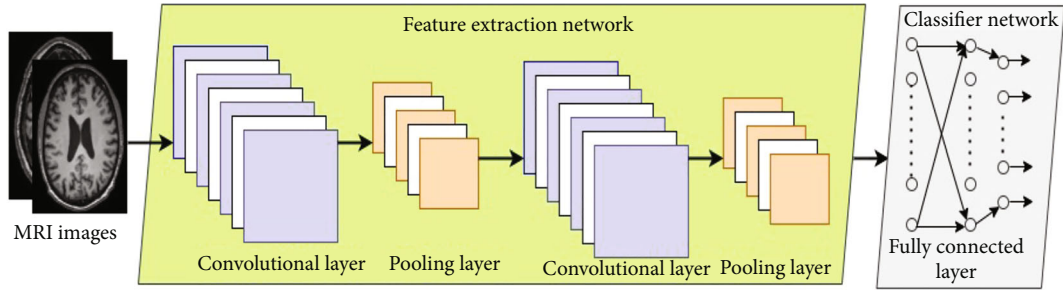 Feature extraction network
Classifier network
MRI images
Convolutional layer
Pooling layer
Convolutional layer
Pooling layer
Fully connected
layer